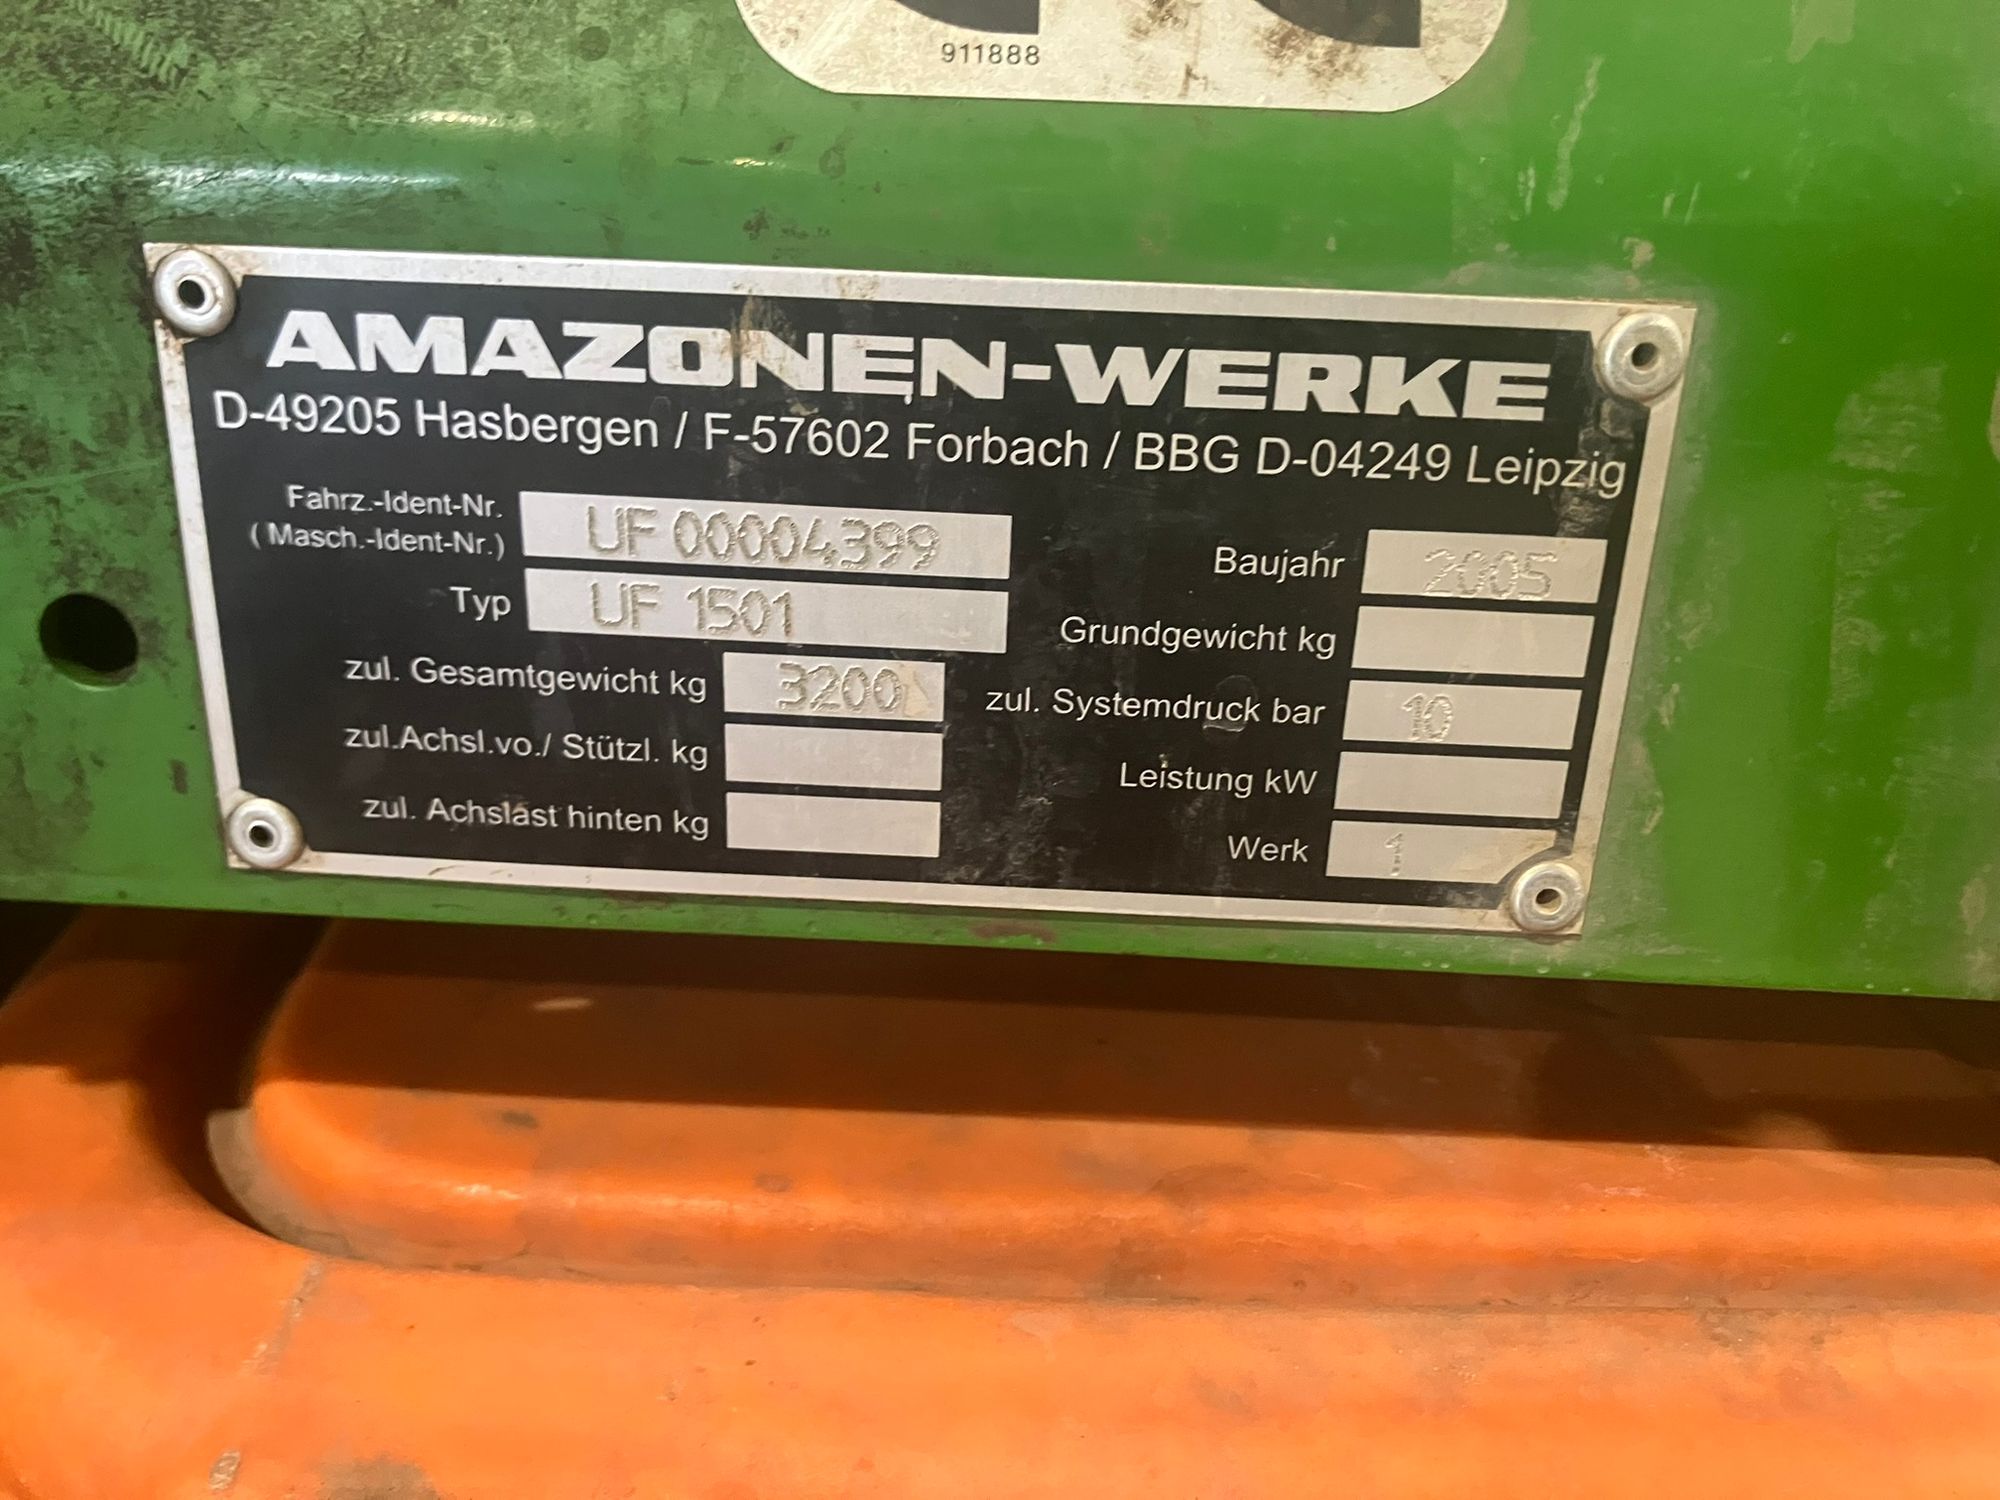 911888
AMAZONEN-WERKE
D-49205 Hasbergen / F-57602 Forbach / BBG D-04249 Leipzig
Fahrz.-Ident-Nr.
(Masch.-Ident-Nr.) UF 00004399
Typ UF 1501
zul. Gesamtgewicht kg 3200
zul.Achsl.vo./ Stützl. kg
zul. Achslast hinten kg
Baujahr 2005
Grundgewicht kg
zul. Systemdruck bar 10
Leistung kW
Werk 1